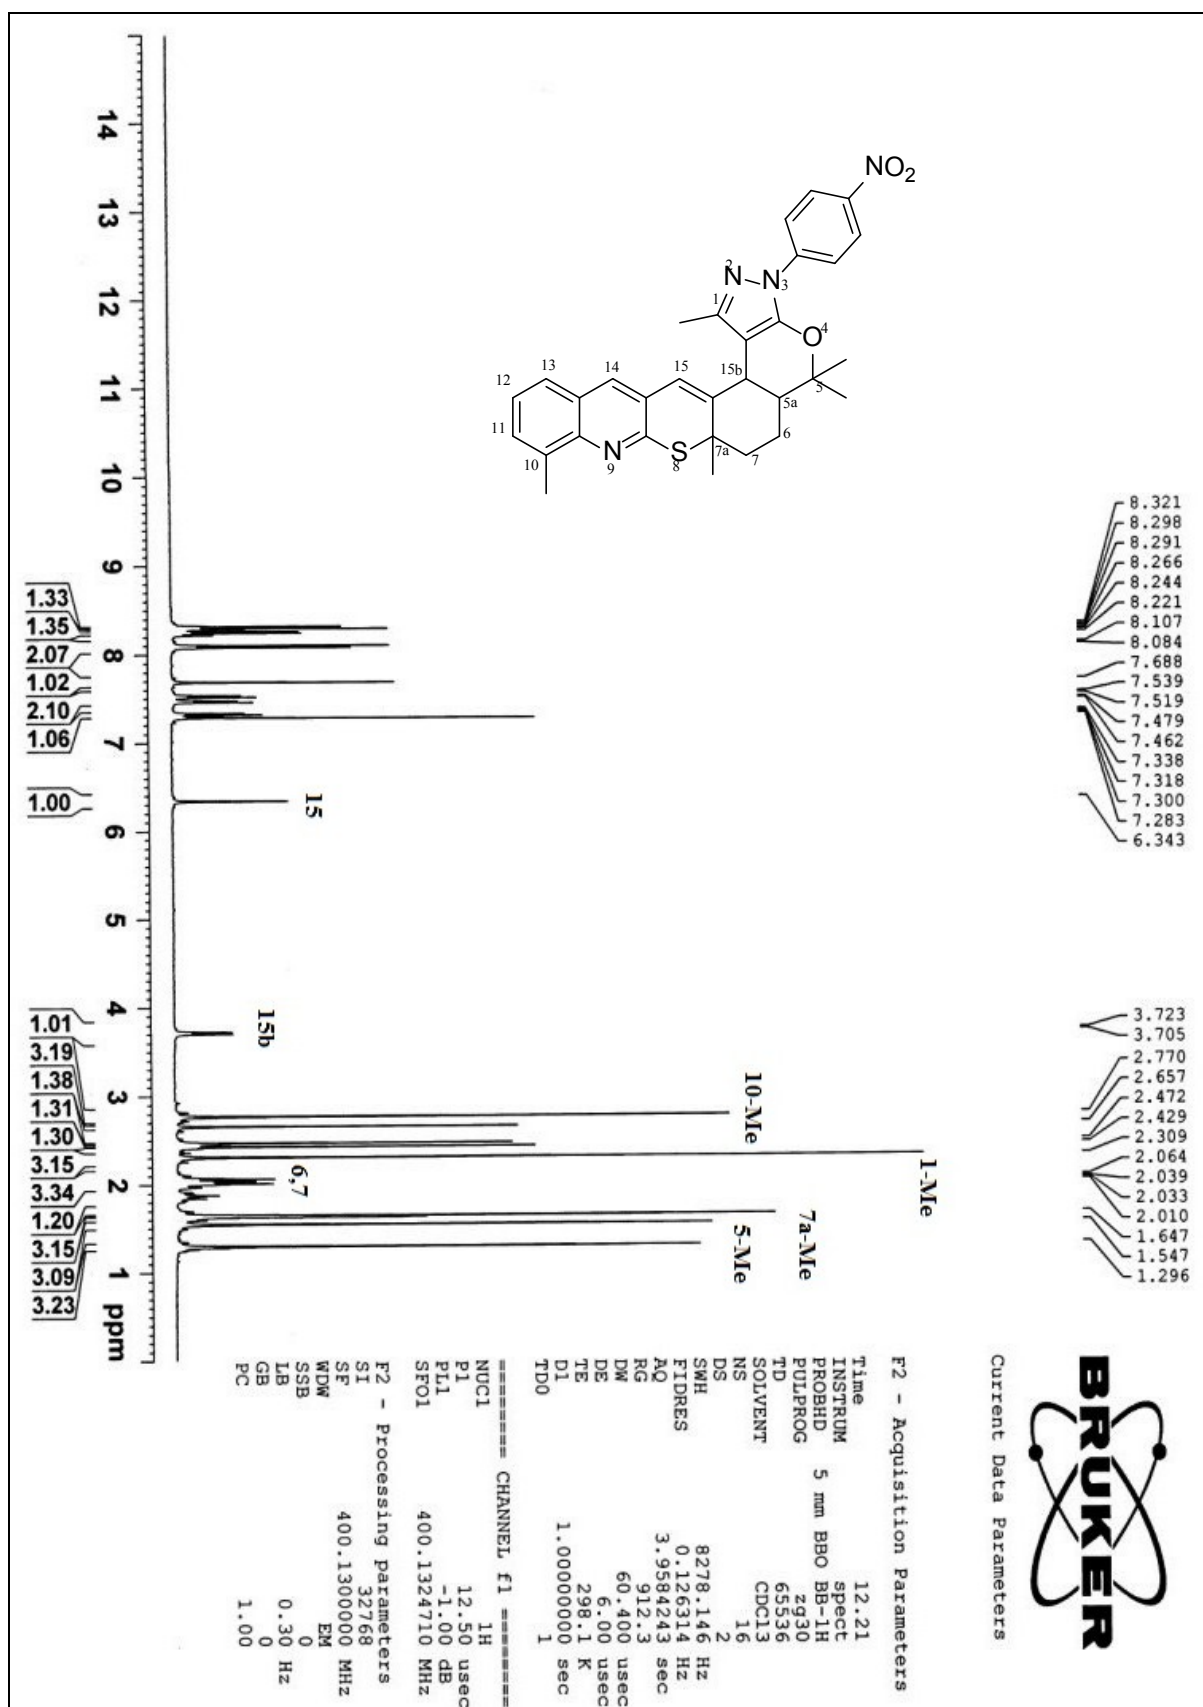 NO2
N
2
N
3
1
O
4
15b
5
5a
15
14
13
12
11
10
N
9
S
8
7a
7
6
8.321
8.298
8.291
8.266
8.244
8.221
8.107
8.084
7.688
7.539
7.519
7.479
7.462
7.338
7.318
7.300
7.283
6.343
3.723
3.705
2.770
2.657
2.472
2.429
2.309
2.064
2.039
2.033
2.010
1.647
1.547
1.296
15
15b
10-Me
1-Me
6,7
7a-Me
5-Me
14
13
12
11
10
9
8
7
6
5
4
3
2
1
ppm
1.33
1.35
2.07
1.02
2.10
1.06
1.00
1.01
3.19
1.38
1.31
1.30
3.15
3.34
1.20
3.15
3.09
3.23
BRUKER
Current Data Parameters
F2 - Acquisition Parameters
Time 12.21
INSTRUM spect
PROBHD 5 mm BBO BB-1H
PULPROG zg30
TD 65536
SOLVENT CDCl3
NS 16
DS 2
SWH 8278.146 Hz
FIDRES 0.126314 Hz
AQ 3.9584243 sec
RG 912.3
DW 60.400 usec
DE 6.00 usec
TE 298.1 K
D1 1.00000000 sec
TD0 1
======== CHANNEL f1 ========
NUC1 1H
P1 12.50 usec
PL1 -1.00 dB
SFO1 400.1324710 MHz
F2 - Processing parameters
SI 32768
SF 400.1300000 MHz
WDW EM
SSB 0
LB 0.30 Hz
GB 0
PC 1.00